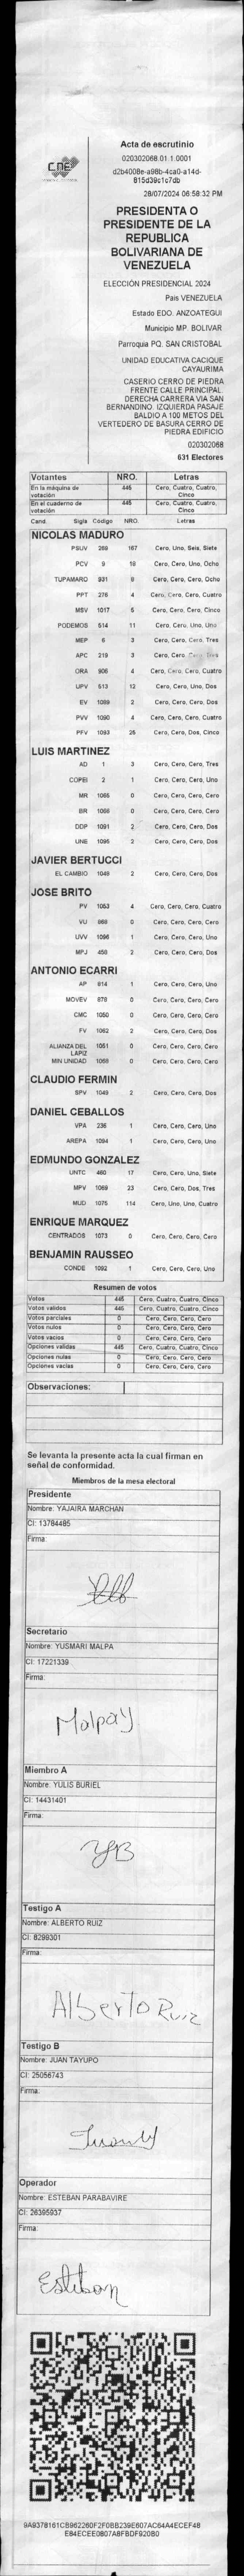 CNE
Acta de escrutinio
020302068.01.1.0001
d2b4008e-a98b-4ca0-a14d-
815d39c1c7db
28/07/2024 06:58:32 PM
PRESIDENTA O
PRESIDENTE DE LA
REPUBLICA
BOLIVARIANA DE
VENEZUELA
ELECCIÓN PRESIDENCIAL 2024
Pais VENEZUELA
Estado EDO. ANZOATEGUI
Municipio MP. BOLIVAR
Parroquia PQ. SAN CRISTOBAL
UNIDAD EDUCATIVA CACIQUE
CAYAURIMA
CASERIO CERRO DE PIEDRA
FRENTE CALLE PRINCIPAL.
DERECHA CARRERA VIA SAN
BERNANDINO. IZQUIERDA PASAJE
BALDIO A 100 METOS DEL
VERTEDERO DE BASURA CERRO DE
PIEDRA EDIFICIO
020302068
631 Electores
Votantes NRO. Letras
En la máquina de votación 445 Cero, Cuatro, Cuatro, Cinco
En el cuaderno de votación 445 Cero, Cuatro, Cuatro, Cinco
Cand. Sigla Código NRO. Letras
NICOLAS MADURO
PSUV 269 167 Cero, Uno, Seis, Siete
PCV 9 18 Cero, Cero, Uno, Ocho
TUPAMARO 931 8 Cero, Cero, Cero, Ocho
PPT 276 4 Cero, Cero, Cero, Cuatro
MSV 1017 5 Cero, Cero, Cero, Cinco
PODEMOS 514 11 Cero, Cero, Uno, Uno
MEP 6 3 Cero, Cero, Cero, Tres
APC 219 3 Cero, Cero, Cero, Tres
ORA 906 4 Cero, Cero, Cero, Cuatro
UPV 513 12 Cero, Cero, Uno, Dos
EV 1089 2 Cero, Cero, Cero, Dos
PVV 1090 4 Cero, Cero, Cero, Cuatro
PFV 1093 25 Cero, Cero, Dos, Cinco
LUIS MARTINEZ
AD 1 3 Cero, Cero, Cero, Tres
COPEI 2 1 Cero, Cero, Cero, Uno
MR 1085 0 Cero, Cero, Cero, Cero
BR 1088 0 Cero, Cero, Cero, Cero
DDP 1091 2 Cero, Cero, Cero, Dos
UNE 1095 2 Cero, Cero, Cero, Dos
JAVIER BERTUCCI
EL CAMBIO 1049 2 Cero, Cero, Cero, Dos
JOSE BRITO
PV 1053 4 Cero, Cero, Cero, Cuatro
VU 868 0 Cero, Cero, Cero, Cero
UVV 1096 1 Cero, Cero, Cero, Uno
MPJ 458 2 Cero, Cero, Cero, Dos
ANTONIO ECARRI
AP 814 1 Cero, Cero, Cero, Uno
MOVEV 878 0 Cero, Cero, Cero, Cero
CMC 1050 0 Cero, Cero, Cero, Cero
FV 1062 2 Cero, Cero, Cero, Dos
ALIANZA DEL LAPIZ 1051 0 Cero, Cero, Cero, Cero
MIN UNIDAD 1068 0 Cero, Cero, Cero, Cero
CLAUDIO FERMIN
SPV 1048 2 Cero, Cero, Cero, Dos
DANIEL CEBALLOS
VPA 236 1 Cero, Cero, Cero, Uno
AREPA 1094 1 Cero, Cero, Cero, Uno
EDMUNDO GONZALEZ
UNTC 460 17 Cero, Cero, Uno, Siete
MPV 1069 23 Cero, Cero, Dos, Tres
MUD 1075 114 Cero, Uno, Uno, Cuatro
ENRIQUE MARQUEZ
CENTRADOS 1073 0 Cero, Cero, Cero, Cero
BENJAMIN RAUSSEO
CONDE 1092 1 Cero, Cero, Cero, Uno
Resumen de votos
Votos 445 Cero, Cuatro, Cuatro, Cinco
Votos validos 445 Cero, Cuatro, Cuatro, Cinco
Votos parciales 0 Cero, Cero, Cero, Cero
Votos nulos 0 Cero, Cero, Cero, Cero
Votos vacios 0 Cero, Cero, Cero, Cero
Opciones validas 445 Cero, Cuatro, Cuatro, Cinco
Opciones nulas 0 Cero, Cero, Cero, Cero
Opciones vacias 0 Cero, Cero, Cero, Cero
Observaciones:
Se levanta la presente acta la cual firman en
señal de conformidad.
Miembros de la mesa electoral
Presidente
Nombre: YAJAIRA MARCHAN
CI: 13784485
Firma:
Secretario
Nombre: YUSMARI MALPA
CI: 17221339
Firma:
Malpay
Miembro A
Nombre: YULIS BURIEL
CI: 14431401
Firma:
YB
Testigo A
Nombre: ALBERTO RUIZ
CI: 8299301
Firma:
Alberto Ruiz
Testigo B
Nombre: JUAN TAYUPO
CI: 25056743
Firma:
Operador
Nombre: ESTEBAN PARABAVIRE
CI: 26395937
Firma:
Esteban
9A9378161CB962260F2F0BB239E607AC64A4ECEF48
E84ECEE0807A8FBDF920B0